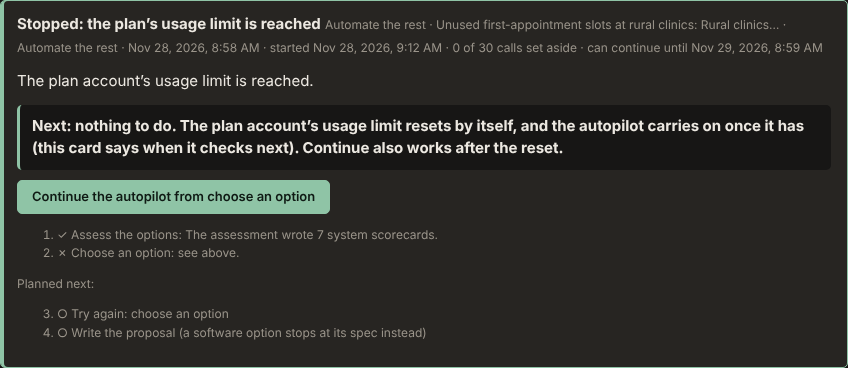 Stopped: the plan’s usage limit is reached Automate the rest · Unused first-appointment slots at rural clinics: Rural clinics… ·
Automate the rest · Nov 28, 2026, 8:58 AM · started Nov 28, 2026, 9:12 AM · 0 of 30 calls set aside · can continue until Nov 29, 2026, 8:59 AM
The plan account’s usage limit is reached.
Next: nothing to do. The plan account’s usage limit resets by itself, and the autopilot carries on once it has
(this card says when it checks next). Continue also works after the reset.
Continue the autopilot from choose an option
1. ✓ Assess the options: The assessment wrote 7 system scorecards.
2. × Choose an option: see above.
Planned next:
3. ○ Try again: choose an option
4. ○ Write the proposal (a software option stops at its spec instead)